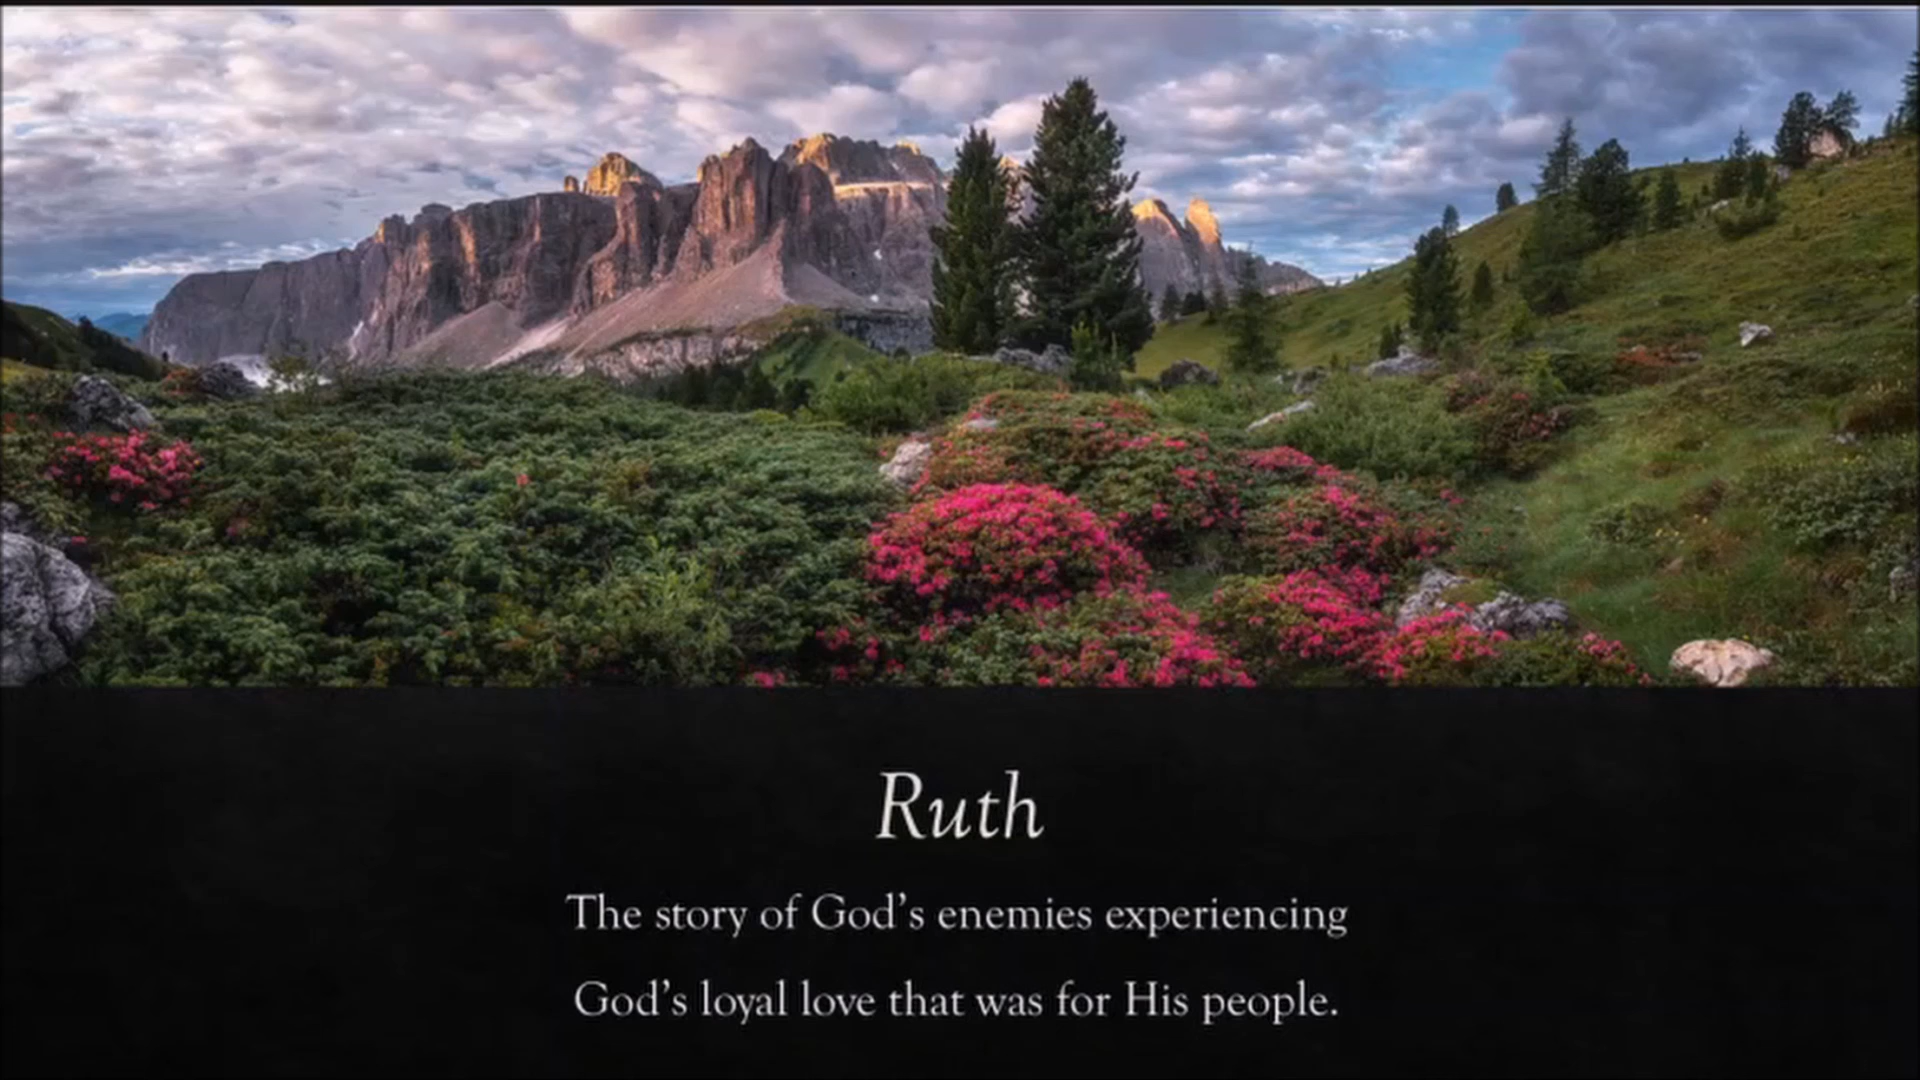 Ruth
The story of God’s enemies experiencing
God’s loyal love that was for His people.